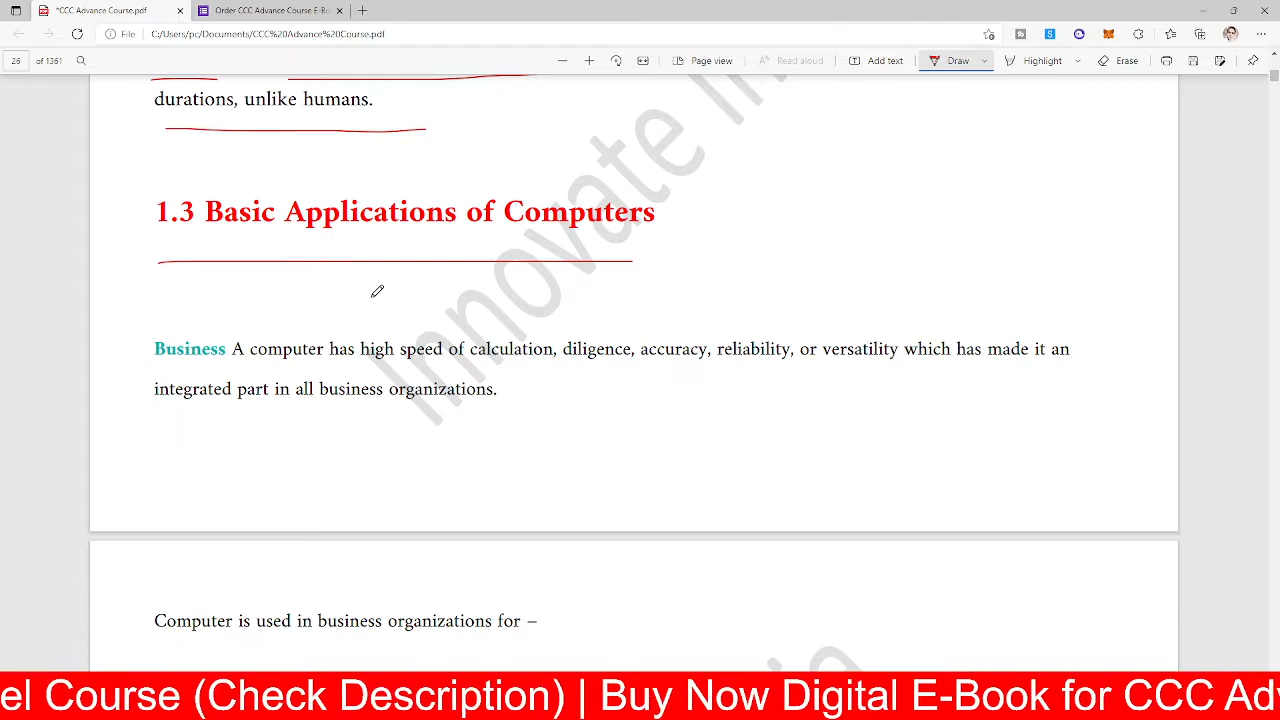 *CCC Advance Course.pdf
Order CCC Advance Course E-Bo
File C:/Users/pc/Documents/CCC%20Advance%20Course.pdf
26 of 1361 Page view Read aloud Add text Draw Highlight Erase
durations, unlike humans.
1.3 Basic Applications of Computers
Business A computer has high speed of calculation, diligence, accuracy, reliability, or versatility which has made it an
integrated part in all business organizations.
Computer is used in business organizations for –
Innovate In
el Course (Check Description) | Buy Now Digital E-Book for CCC Ad